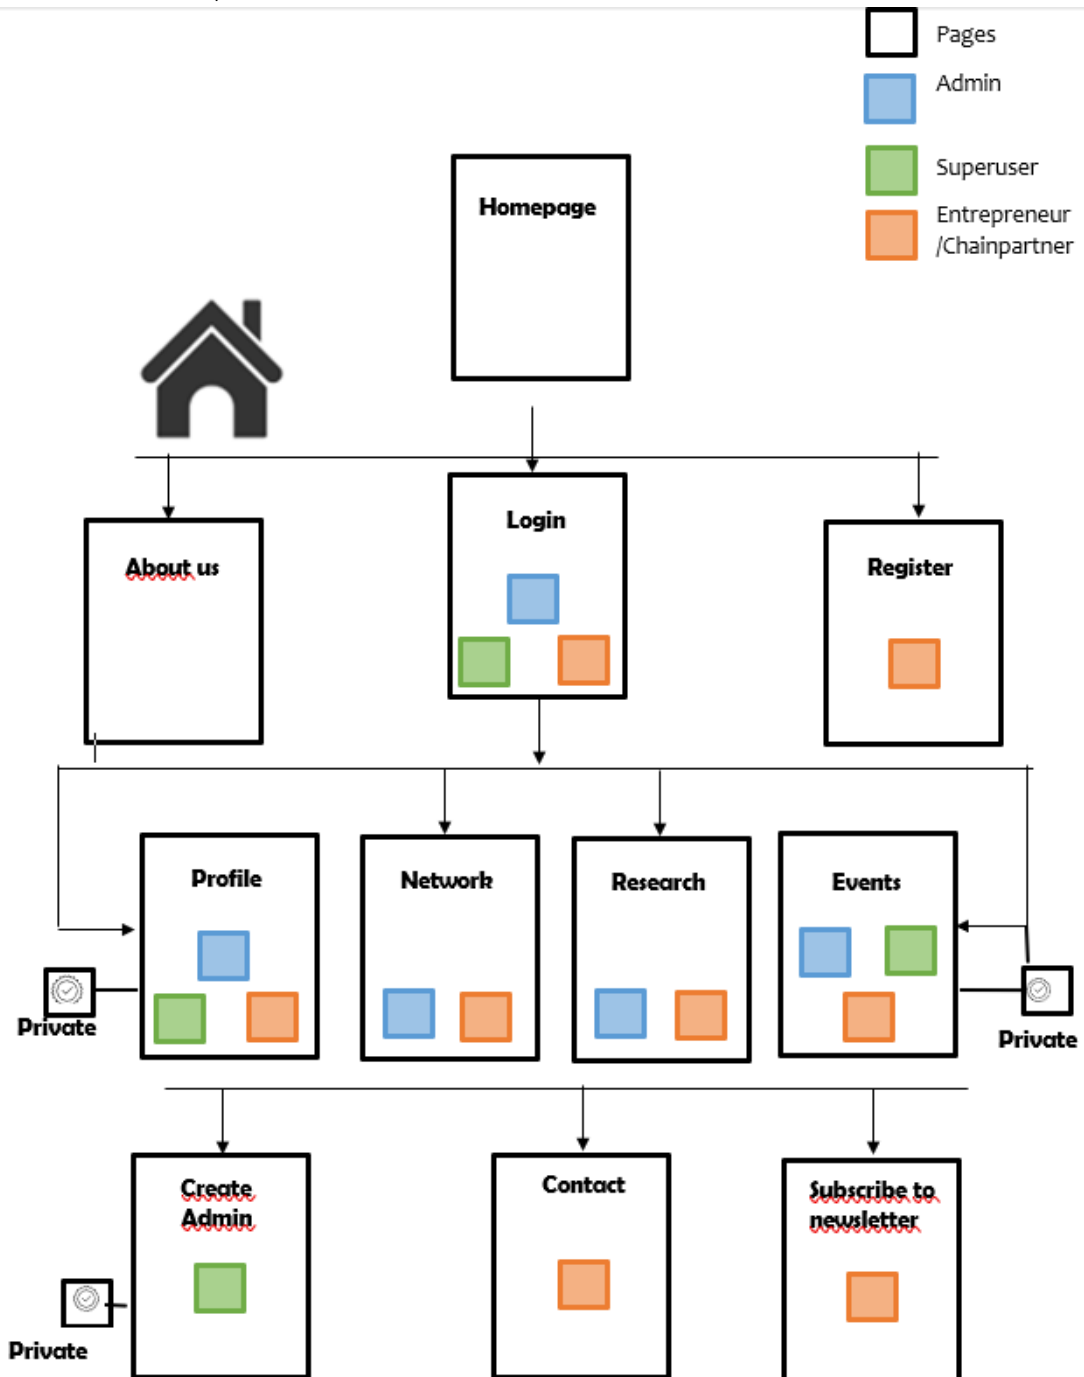 Pages
Admin
Superuser
Entrepreneur
/Chainpartner
Homepage
About us
Login
Register
Profile
Network
Research
Events
Private
Private
Create
Admin
Contact
Subscribe to
newsletter
Private